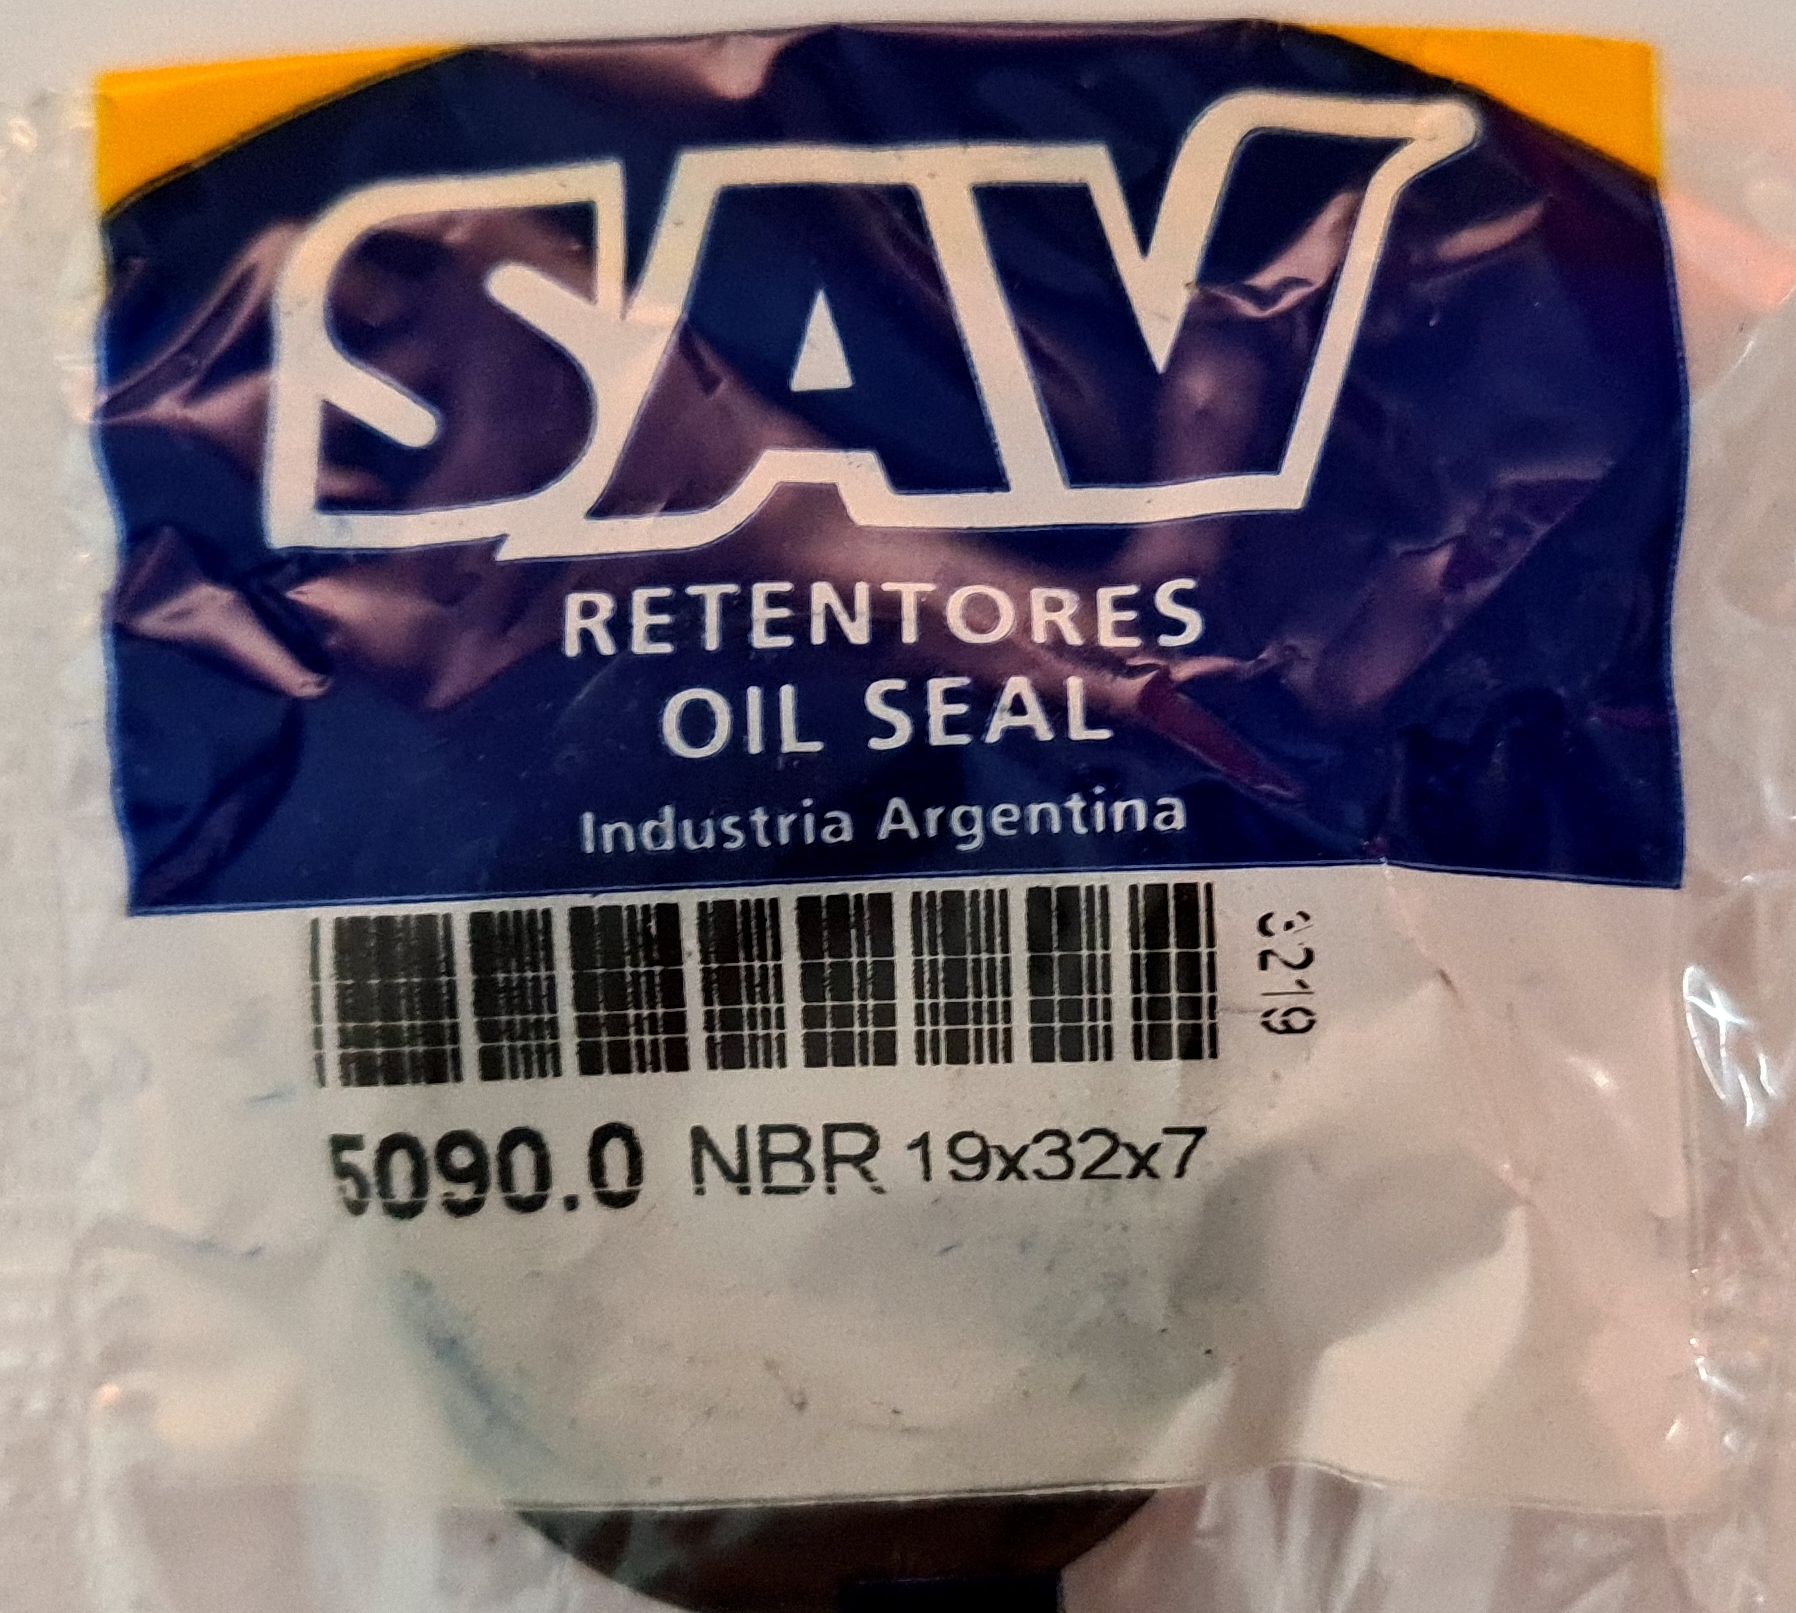 SAV
RETENTORES
OIL SEAL
Industria Argentina
3219
5090.0 NBR 19x32x7